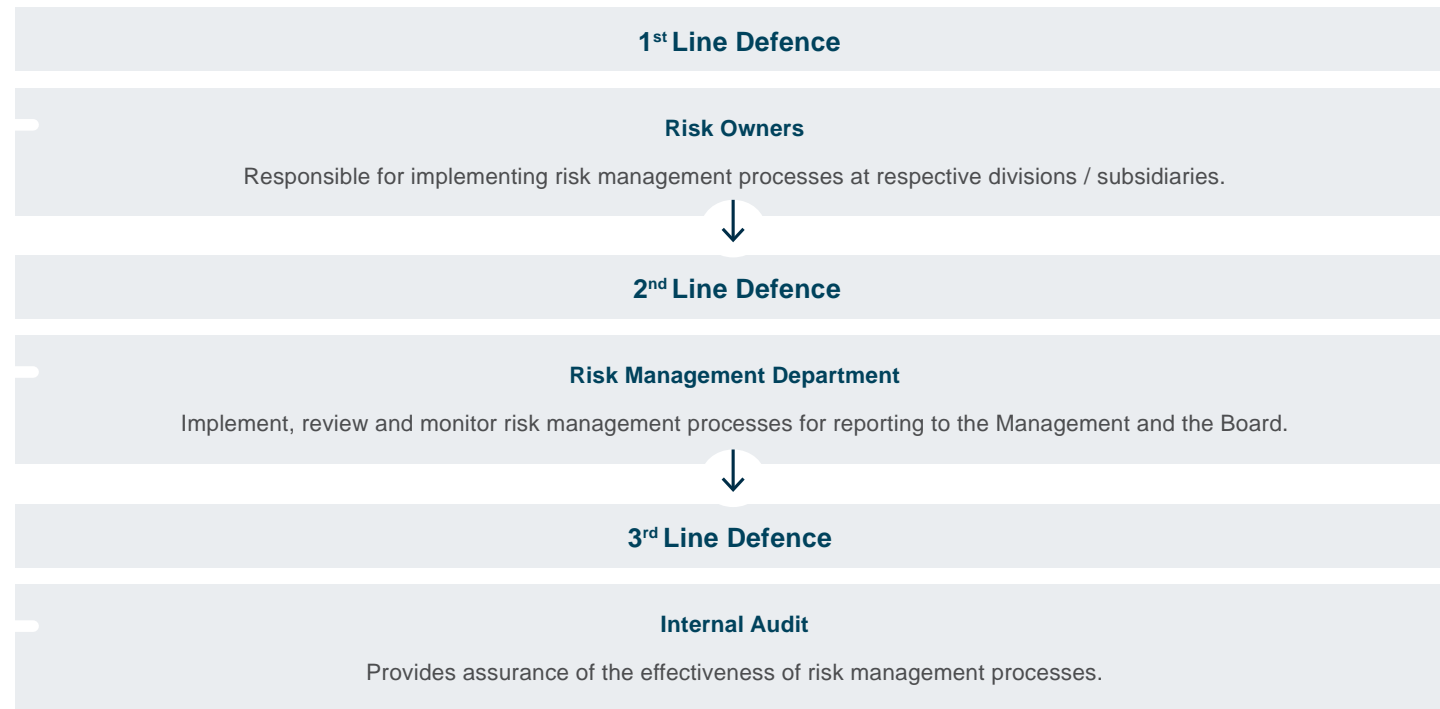 1st Line Defence
Risk Owners
Responsible for implementing risk management processes at respective divisions / subsidiaries.
2nd Line Defence
Risk Management Department
Implement, review and monitor risk management processes for reporting to the Management and the Board.
3rd Line Defence
Internal Audit
Provides assurance of the effectiveness of risk management processes.